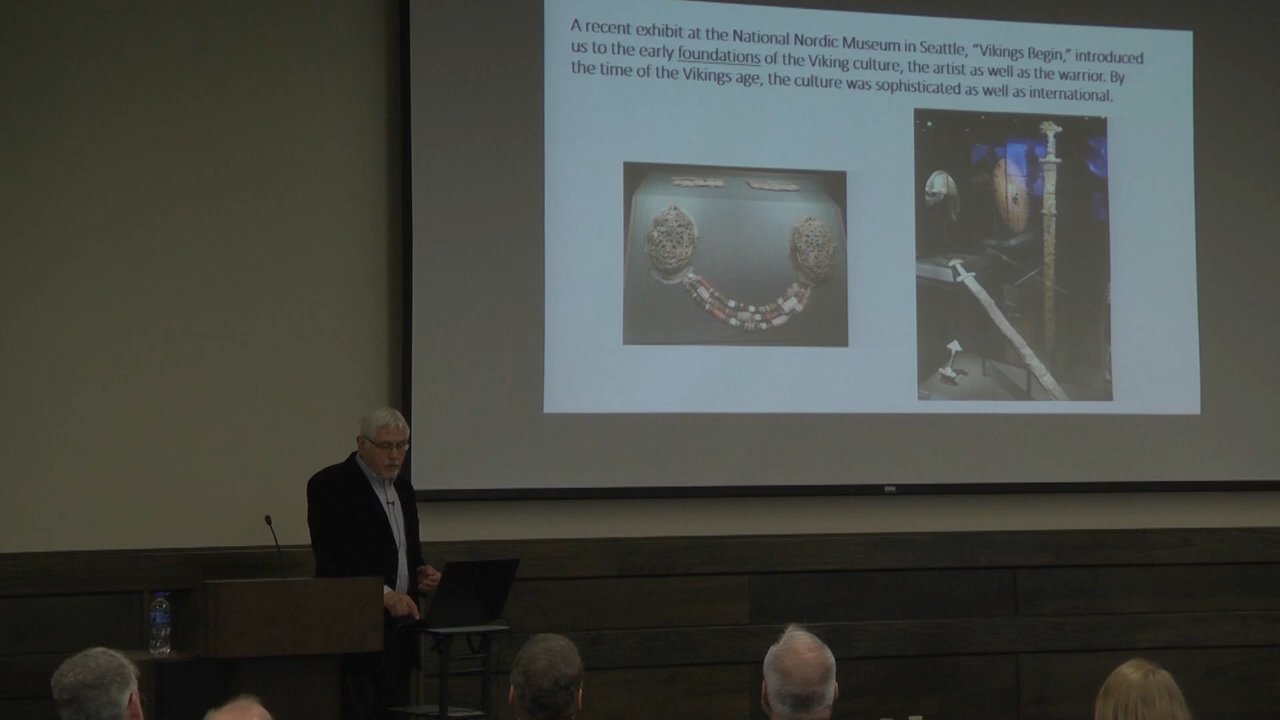 A recent exhibit at the National Nordic Museum in Seattle, “Vikings Begin,” introduced
us to the early foundations of the Viking culture, the artist as well as the warrior. By
the time of the Vikings age, the culture was sophisticated as well as international.